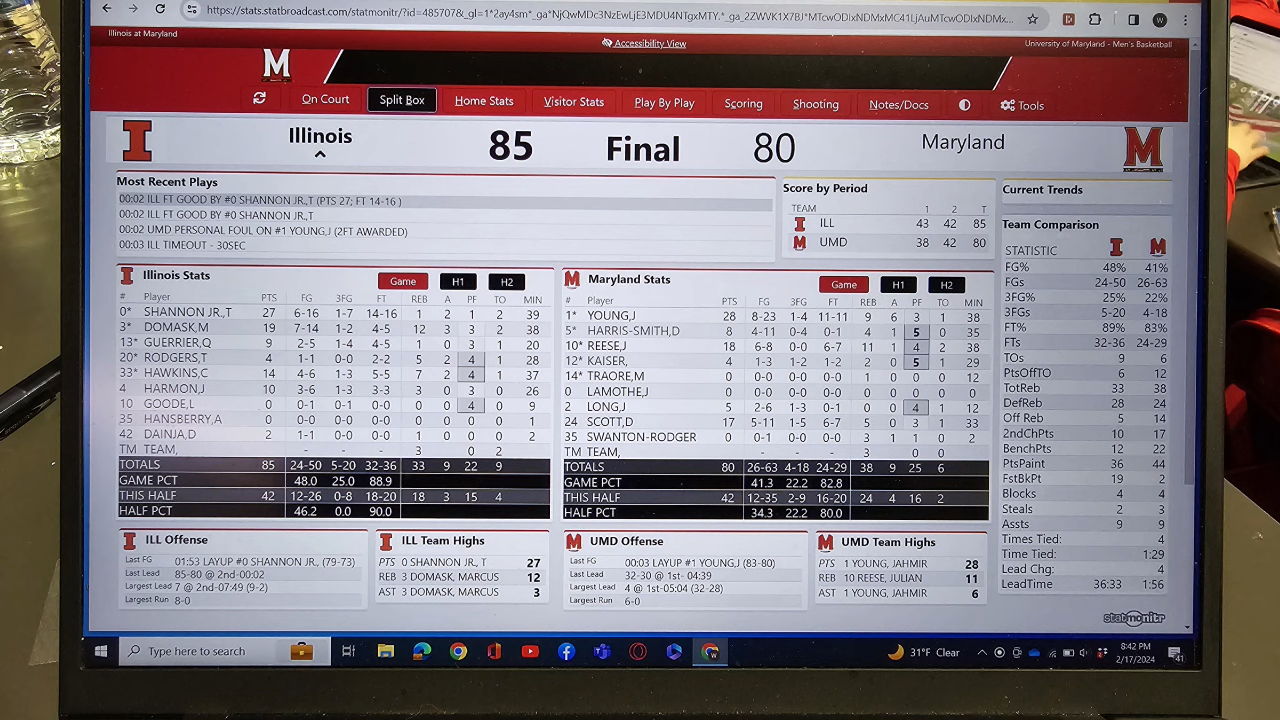 https://stats.statbroadcast.com/statmonitr/?id=485707&_gl=1*2ay4sm*_ga*NjQwMDc3NzEwLjE3MDU4NTgxMTY.*_ga_2ZWVK1X7BJ*MTcwODIxNDMxMC41LjAuMTcwODIxNDMx...
Illinois at Maryland
Accessibility View
University of Maryland - Men's Basketball
M
On Court Split Box Home Stats Visitor Stats Play By Play Scoring Shooting Notes/Docs Tools
I Illinois 85 Final 80 Maryland M
Most Recent Plays
00:02 ILL FT GOOD BY #0 SHANNON JR.,T (PTS 27; FT 14-16 )
00:02 ILL FT GOOD BY #0 SHANNON JR.,T
00:02 UMD PERSONAL FOUL ON #1 YOUNG,J (2FT AWARDED)
00:03 ILL TIMEOUT - 30SEC
Score by Period
TEAM 1 2 T
I ILL 43 42 85
M UMD 38 42 80
I Illinois Stats Game H1 H2
# Player PTS FG 3FG FT REB A PF TO MIN
0* SHANNON JR.,T 27 6-16 1-7 14-16 1 2 1 2 39
3* DOMASK,M 19 7-14 1-2 4-5 12 3 3 2 38
13* GUERRIER,Q 9 2-5 1-4 4-5 1 0 3 1 20
20* RODGERS,T 4 1-1 0-0 2-2 5 2 4 1 28
33* HAWKINS,C 14 4-6 1-3 5-5 7 2 4 1 37
4 HARMON,J 10 3-6 1-3 3-3 3 0 3 0 26
10 GOODE,L 0 0-1 0-1 0-0 0 0 4 0 9
35 HANSBERRY,A 0 0-0 0-0 0-0 0 0 0 0 1
42 DAINJA,D 2 1-1 0-0 0-0 1 0 0 0 2
TM TEAM, - - - 3 0 2
TOTALS 85 24-50 5-20 32-36 33 9 22 9
GAME PCT 48.0 25.0 88.9
THIS HALF 42 12-26 0-8 18-20 18 3 15 4
HALF PCT 46.2 0.0 90.0
M Maryland Stats Game H1 H2
# Player PTS FG 3FG FT REB A PF TO MIN
1* YOUNG,J 28 8-23 1-4 11-11 9 6 3 1 38
5* HARRIS-SMITH,D 8 4-11 0-4 0-1 4 1 5 0 35
10* REESE,J 18 6-8 0-0 6-7 11 1 4 2 38
12* KAISER, 4 1-3 1-2 1-2 2 0 5 1 29
14* TRAORE,M 0 0-0 0-0 0-0 1 0 0 0 12
0 LAMOTHE,J 0 0-0 0-0 0-0 0 0 0 0 1
2 LONG,J 5 2-6 1-3 0-1 0 0 4 1 12
24 SCOTT,D 17 5-11 1-5 6-7 5 0 3 1 33
35 SWANTON-RODGER 0 0-1 0-0 0-0 3 1 1 0 2
TM TEAM, - - - 3 0 0
TOTALS 80 26-63 4-18 24-29 38 9 25 6
GAME PCT 41.3 22.2 82.8
THIS HALF 42 12-35 2-9 16-20 24 4 16 2
HALF PCT 34.3 22.2 80.0
I ILL Offense
Last FG 01:53 LAYUP #0 SHANNON JR., (79-73)
Last Lead 85-80 @ 2nd-00:02
Largest Lead 7 @ 2nd-07:49 (9-2)
Largest Run 8-0
I ILL Team Highs
PTS 0 SHANNON JR., T 27
REB 3 DOMASK, MARCUS 12
AST 3 DOMASK, MARCUS 3
M UMD Offense
Last FG 00:03 LAYUP #1 YOUNG,J (83-80)
Last Lead 32-30 @ 1st- 04:39
Largest Lead 4 @ 1st-05:04 (32-28)
Largest Run 6-0
M UMD Team Highs
PTS 1 YOUNG, JAHMIR 28
REB 10 REESE, JULIAN 11
AST 1 YOUNG, JAHMIR 6
Current Trends
Team Comparison
STATISTIC I M
FG% 48% 41%
FGs 24-50 26-63
3FG% 25% 22%
3FGs 5-20 4-18
FT% 89% 83%
FTs 32-36 24-29
TOs 9 6
PtsOffTO 6 12
TotReb 33 38
DefReb 28 24
Off Reb 5 14
2ndChPts 10 17
BenchPts 12 22
PtsPaint 36 44
FstBkPt 19 2
Blocks 4 4
Steals 2 3
Assts 9 9
Times Tied: 4
Time Tied: 1:29
Lead Chg: 4
LeadTime 36:33 1:56
statmonitr
Type here to search
31°F Clear
8:42 PM
2/17/2024
41